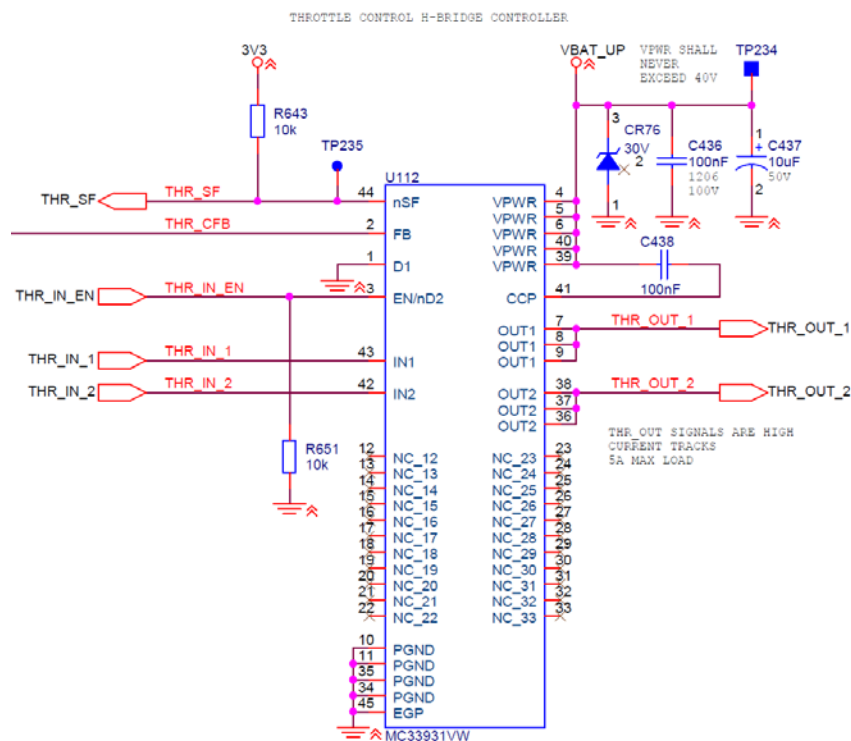 THROTTLE CONTROL H-BRIDGE CONTROLLER
3V3
VBAT_UP
VPWR SHALL
NEVER
EXCEED 40V
TP234
R643
10k
TP235
3
CR76
30V
2
1
C436
100nF
1206
100V
1
+
C437
10uF
50V
2
U112
THR_SF
THR_SF
44
nSF
VPWR
4
VPWR
5
THR_CFB
2
FB
VPWR
6
VPWR
40
1
D1
VPWR
39
C438
100nF
THR_IN_EN
THR_IN_EN
3
EN/nD2
CCP
41
OUT1
7
THR_OUT_1
THR_OUT_1
OUT1
8
THR_IN_1
THR_IN_1
43
IN1
OUT1
9
THR_IN_2
THR_IN_2
42
IN2
OUT2
38
THR_OUT_2
THR_OUT_2
OUT2
37
OUT2
36
THR_OUT SIGNALS ARE HIGH
CURRENT TRACKS
5A MAX LOAD
R651
10k
12
NC_12
NC_23
23
13
NC_13
NC_24
24
14
NC_14
NC_25
25
15
NC_15
NC_26
26
16
NC_16
NC_27
27
17
NC_17
NC_28
28
18
NC_18
NC_29
29
19
NC_19
NC_30
30
20
NC_20
NC_31
31
21
NC_21
NC_32
32
22
NC_22
NC_33
33
10
PGND
11
PGND
35
PGND
34
PGND
45
EGP
MC33931VW